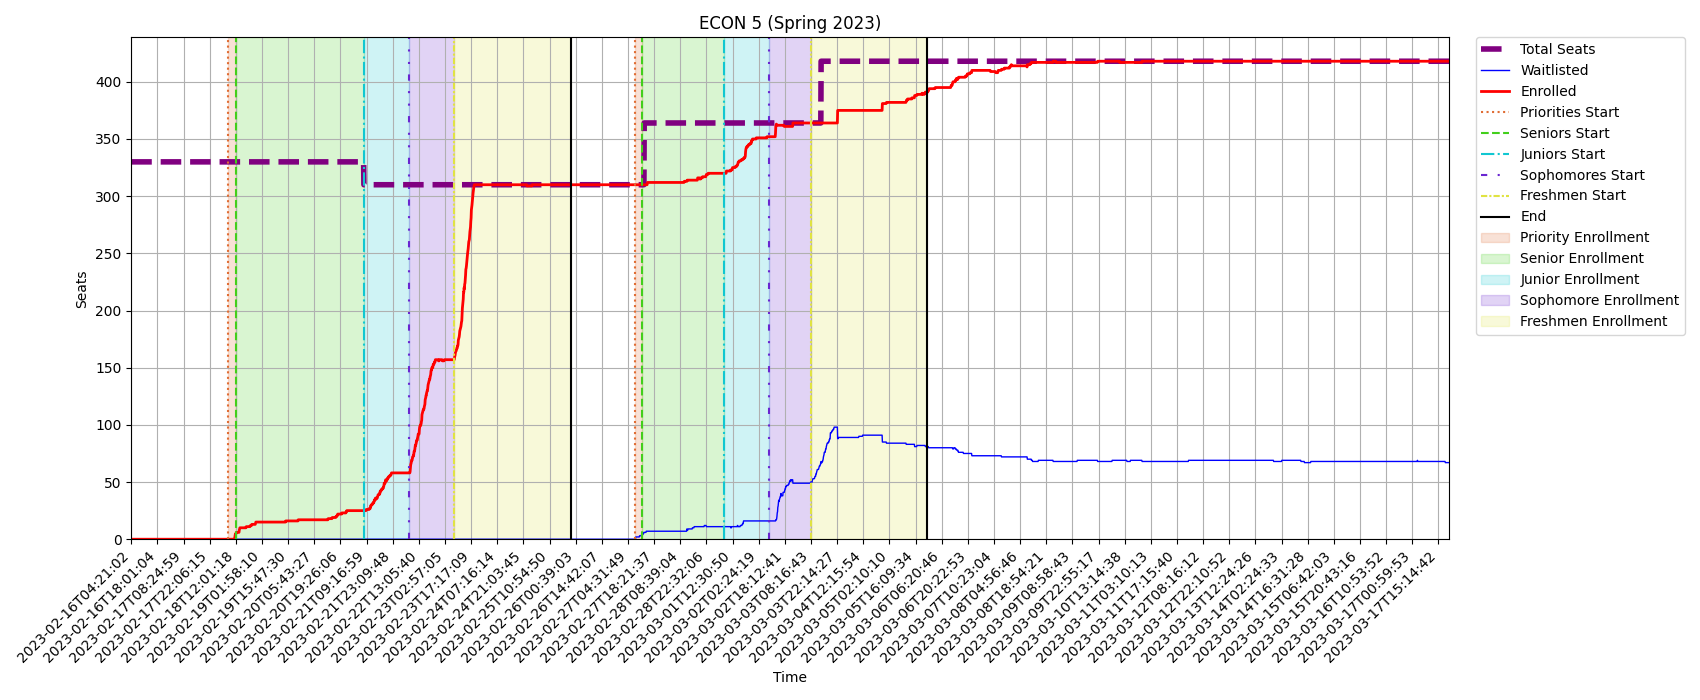 ECON 5 (Spring 2023)
Seats
400
350
300
250
200
150
100
50
0
2023-02-16T04:21:02
2023-02-16T18:01:04
2023-02-17T08:24:59
2023-02-17T22:06:15
2023-02-18T12:01:18
2023-02-19T01:58:10
2023-02-19T15:47:30
2023-02-20T05:43:27
2023-02-20T19:26:06
2023-02-21T09:16:59
2023-02-21T23:09:48
2023-02-22T13:05:40
2023-02-23T02:57:05
2023-02-23T17:17:09
2023-02-24T07:16:14
2023-02-24T21:03:45
2023-02-25T10:54:50
2023-02-26T00:39:03
2023-02-26T14:42:07
2023-02-27T04:31:49
2023-02-27T18:21:37
2023-02-28T08:39:04
2023-02-28T22:32:06
2023-03-01T12:30:50
2023-03-02T02:24:19
2023-03-02T18:12:41
2023-03-03T08:16:43
2023-03-03T22:14:27
2023-03-04T12:15:54
2023-03-05T02:10:10
2023-03-05T16:09:34
2023-03-06T06:20:46
2023-03-06T20:22:53
2023-03-07T10:23:04
2023-03-08T04:56:46
2023-03-08T18:54:21
2023-03-09T08:58:43
2023-03-09T22:55:17
2023-03-10T13:14:38
2023-03-11T03:10:13
2023-03-11T17:15:40
2023-03-12T08:16:12
2023-03-12T22:10:52
2023-03-13T12:24:26
2023-03-14T02:24:33
2023-03-14T16:31:28
2023-03-15T06:42:03
2023-03-15T20:43:16
2023-03-16T10:53:52
2023-03-17T00:59:53
2023-03-17T15:14:42
Time
Total Seats
Waitlisted
Enrolled
Priorities Start
Seniors Start
Juniors Start
Sophomores Start
Freshmen Start
End
Priority Enrollment
Senior Enrollment
Junior Enrollment
Sophomore Enrollment
Freshmen Enrollment